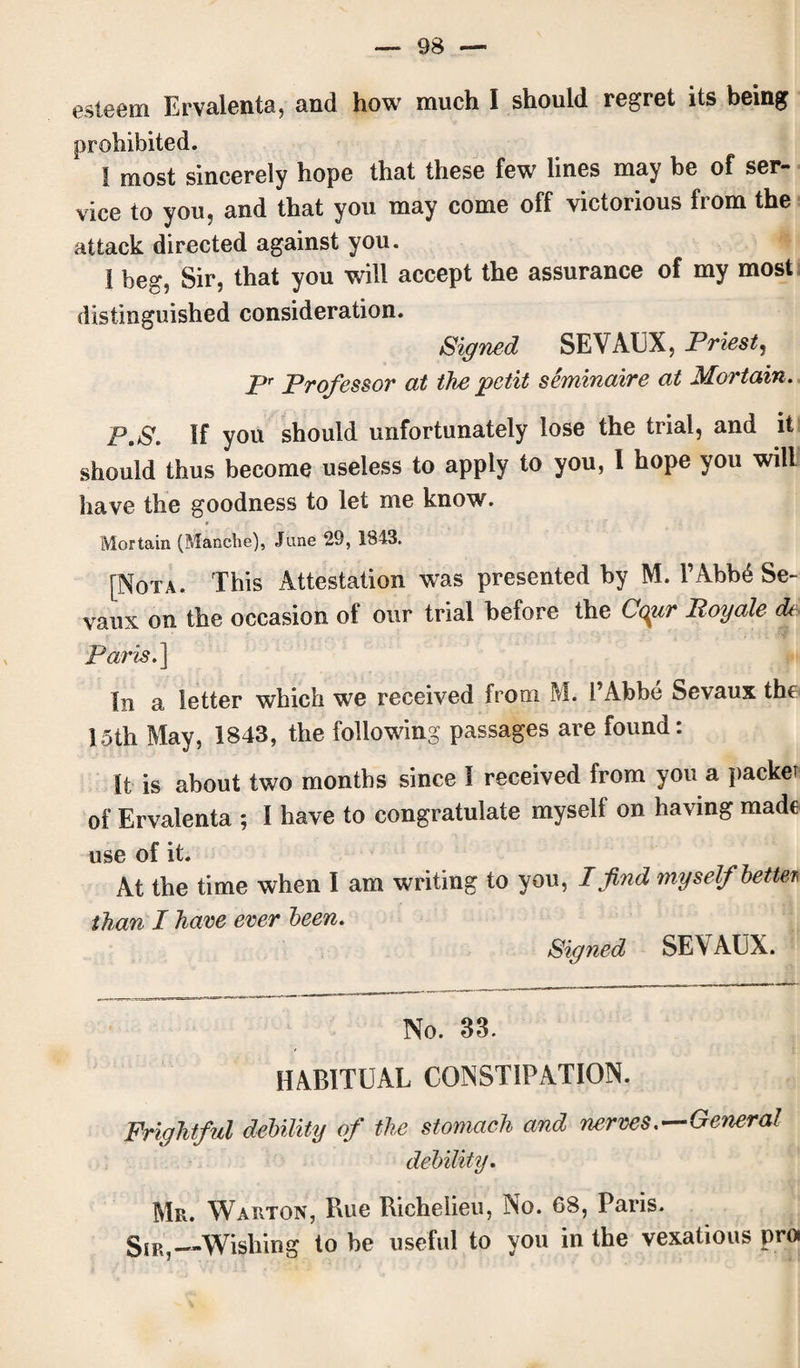 — 98 —
esteem Ervalenta, and how much I should regret its being
prohibited.
I most sincerely hope that these few lines may be of ser-
vice to you, and that you may come off victorious from the
attack directed against you.
I beg, Sir, that you will accept the assurance of my most
distinguished consideration.
Signed SEVAUX, Priest,
Pr Professor at the petit séminaire at Mortain.
P.S. If you should unfortunately lose the trial, and it
should thus become useless to apply to you, I hope you will
have the goodness to let me know.
Mortain (Manche), June 29, 1843.
[NOTA. This Attestation was presented by M. l'Abbé Se-
vaux on the occasion of our trial before the Cour Royale de
Paris.]
In a letter which we received from M. l'Abbé Sevaux the
15th May, 1843, the following passages are found:
It is about two months since I received from you a packet
of Ervalenta ; I have to congratulate myself on having made
use of it.
At the time when I am writing to you, I find myself better
than I have ever been.
Signed SEVAUX.
No. 33.
HABITUAL CONSTIPATION.
Frightful debility of the stomach and nerves.—General
debility.
MR. WARTON, Rue Richelieu, No. 68, Paris.
SIR,—Wishing to be useful to you in the vexatious pro